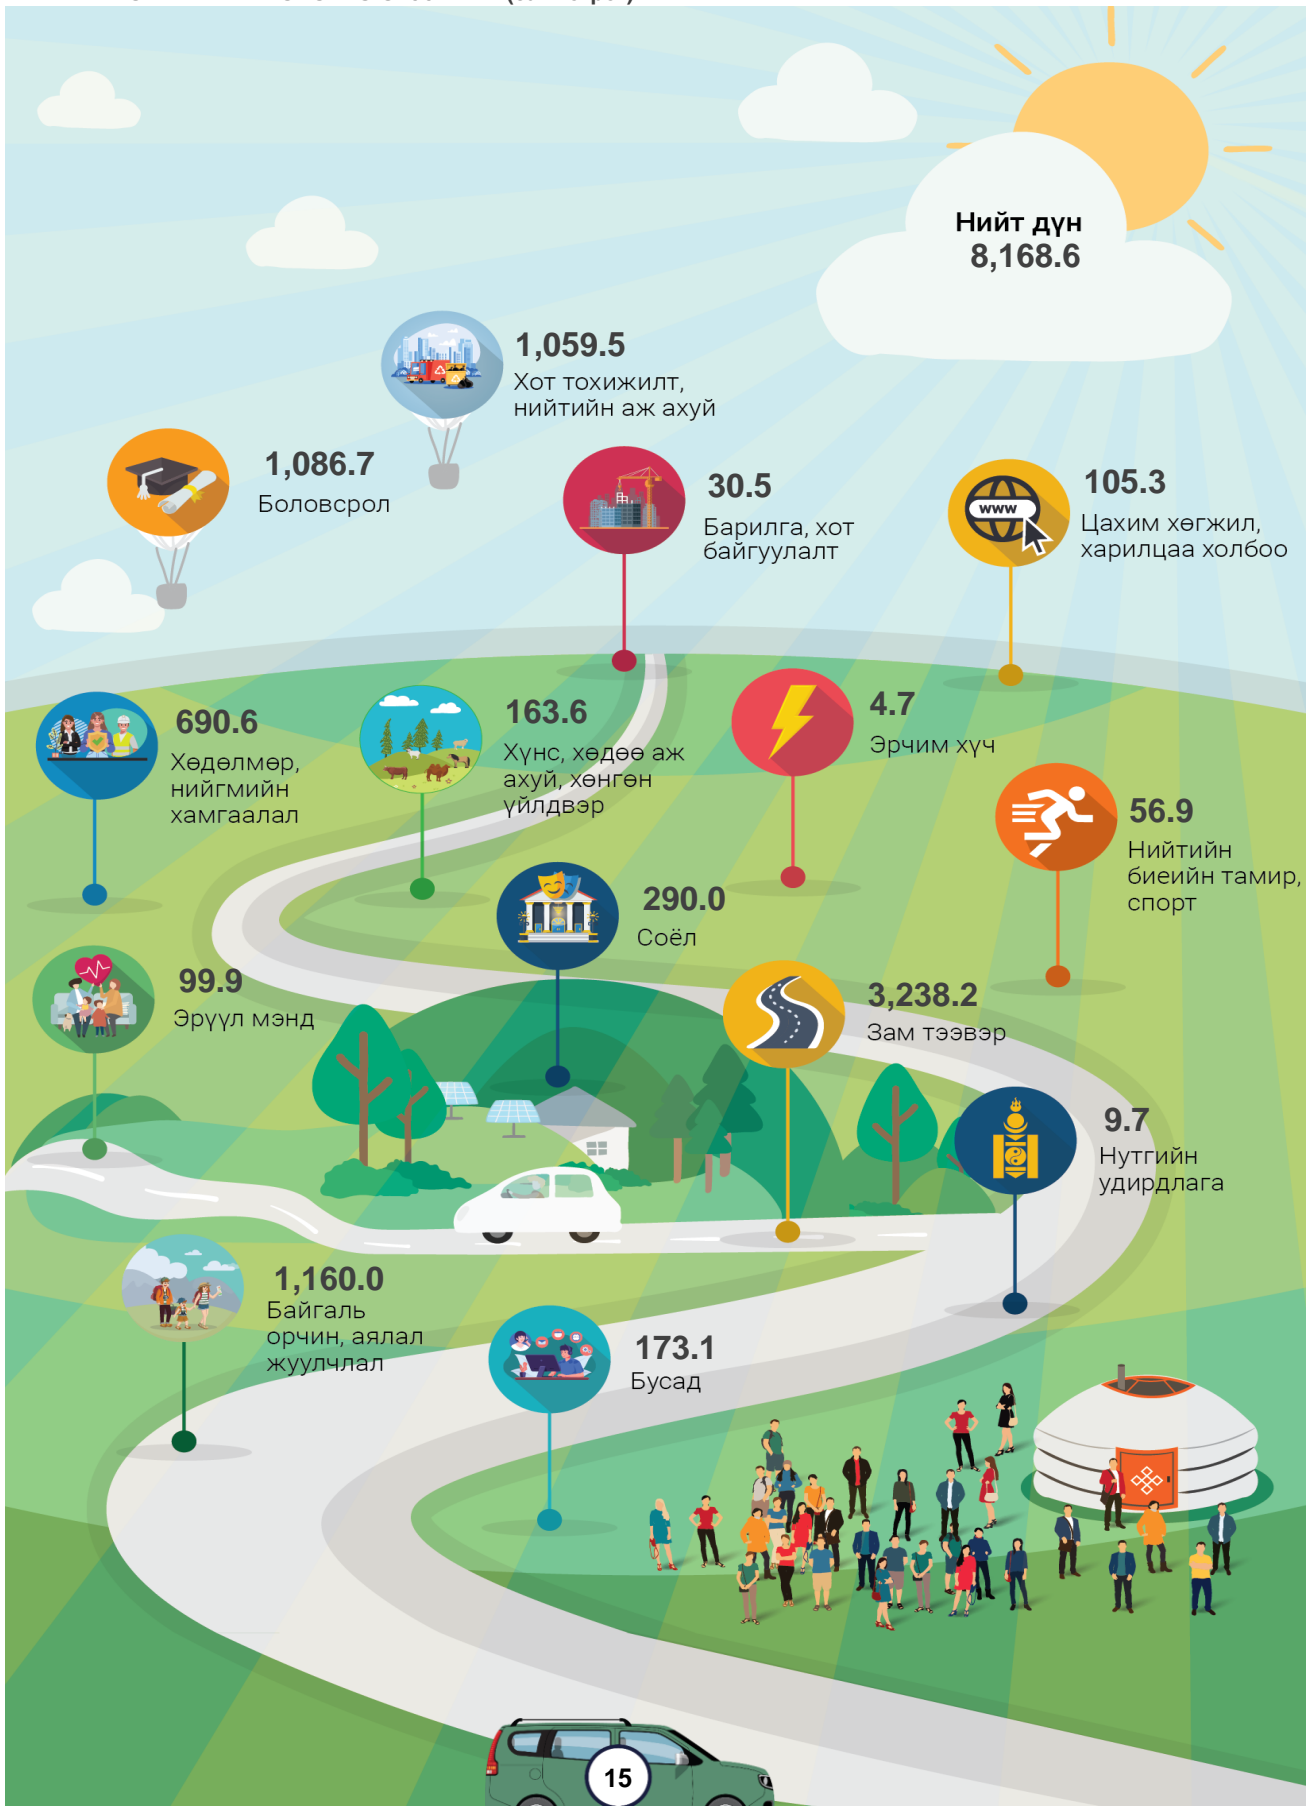 Нийт дүн
8,168.6
1,059.5
Хот тохижилт,
нийтийн аж ахуй
1,086.7
Боловсрол
30.5
Барилга, хот
байгуулалт
105.3
Цахим хөгжил,
харилцаа холбоо
www
690.6
Хөдөлмөр,
нийгмийн
хамгаалал
163.6
Хүнс, хөдөө аж
ахуй, хөнгөн
үйлдвэр
4.7
Эрчим хүч
56.9
Нийтийн
биеийн тамир,
спорт
290.0
Соёл
99.9
Эрүүл мэнд
3,238.2
Зам тээвэр
9.7
Нутгийн
удирдлага
1,160.0
Байгаль
орчин, аялал
жуулчлал
173.1
Бусад
15